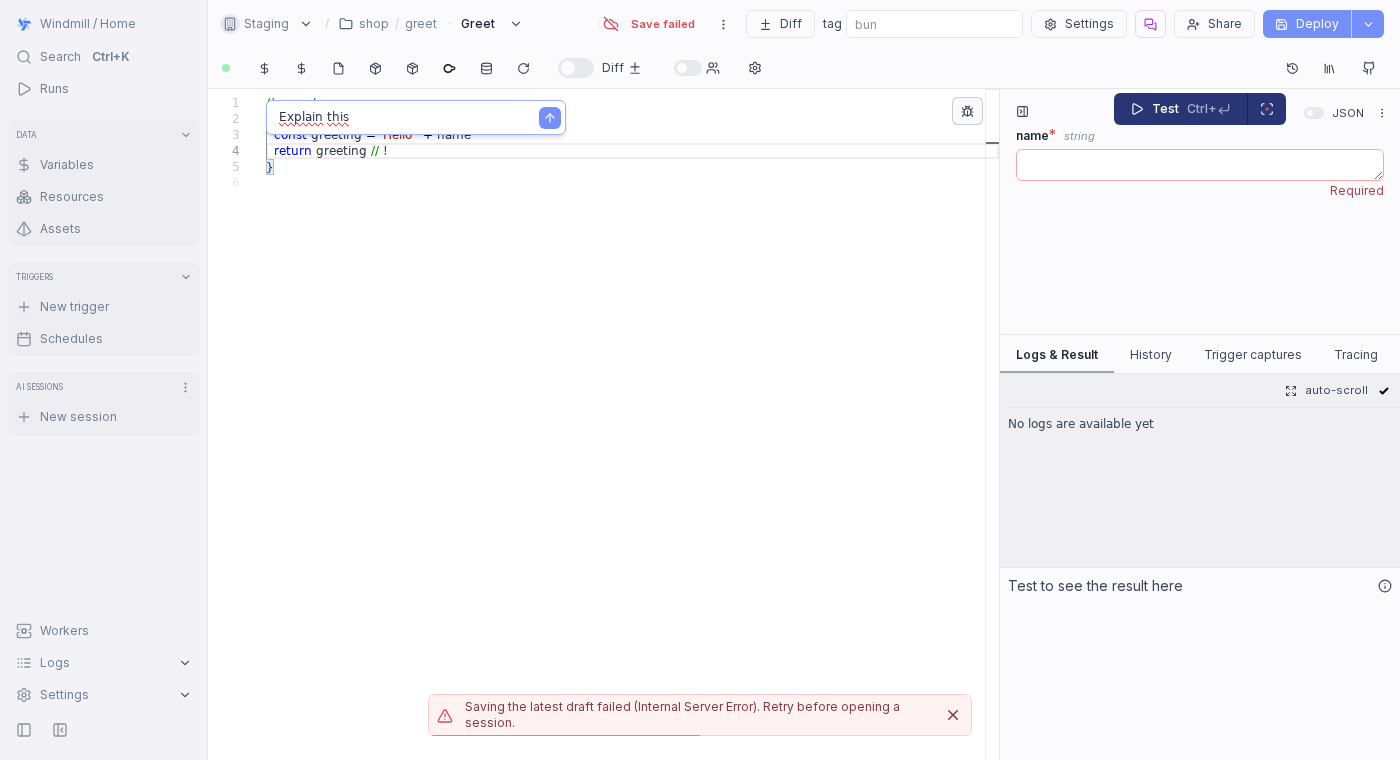 Windmill / Home
Search Ctrl+K
Runs
DATA
Variables
Resources
Assets
TRIGGERS
New trigger
Schedules
AI SESSIONS
New session
Workers
Logs
Settings
Staging / shop / greet · Greet
Save failed
Diff
tag bun
Settings
Share
Deploy
Diff
1
2
3 const greeting = "Hello " + name
4 return greeting // !
5 }
6
Explain this
Test Ctrl+
JSON
name* string
Required
Logs & Result History Trigger captures Tracing
auto-scroll
No logs are available yet
Test to see the result here
Saving the latest draft failed (Internal Server Error). Retry before opening a
session.